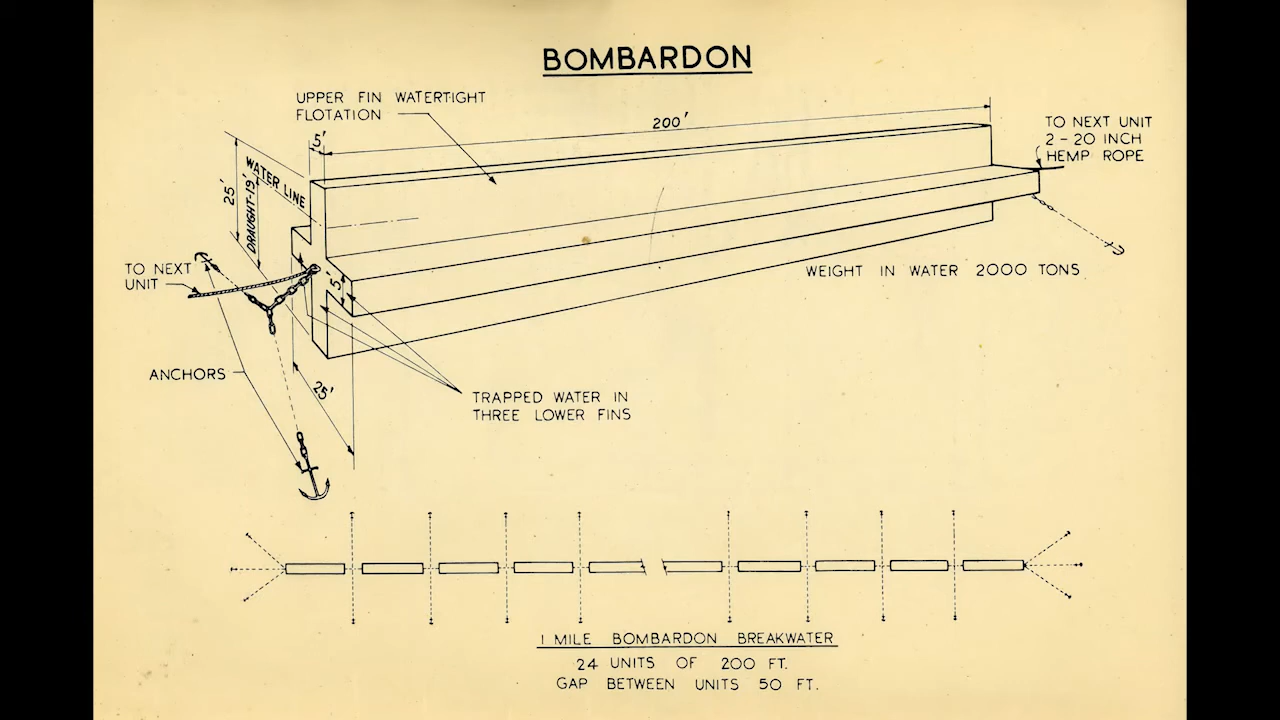 BOMBARDON
UPPER FIN WATERTIGHT
FLOTATION
5'
200'
TO NEXT UNIT
2-20 INCH
HEMP ROPE
WATER LINE
25'
DRAUGHT-19'
TO NEXT
UNIT
5'
WEIGHT IN WATER 2000 TONS
ANCHORS
25'
TRAPPED WATER IN
THREE LOWER FINS
1 MILE BOMBARDON BREAKWATER
24 UNITS OF 200 FT.
GAP BETWEEN UNITS 50 FT.